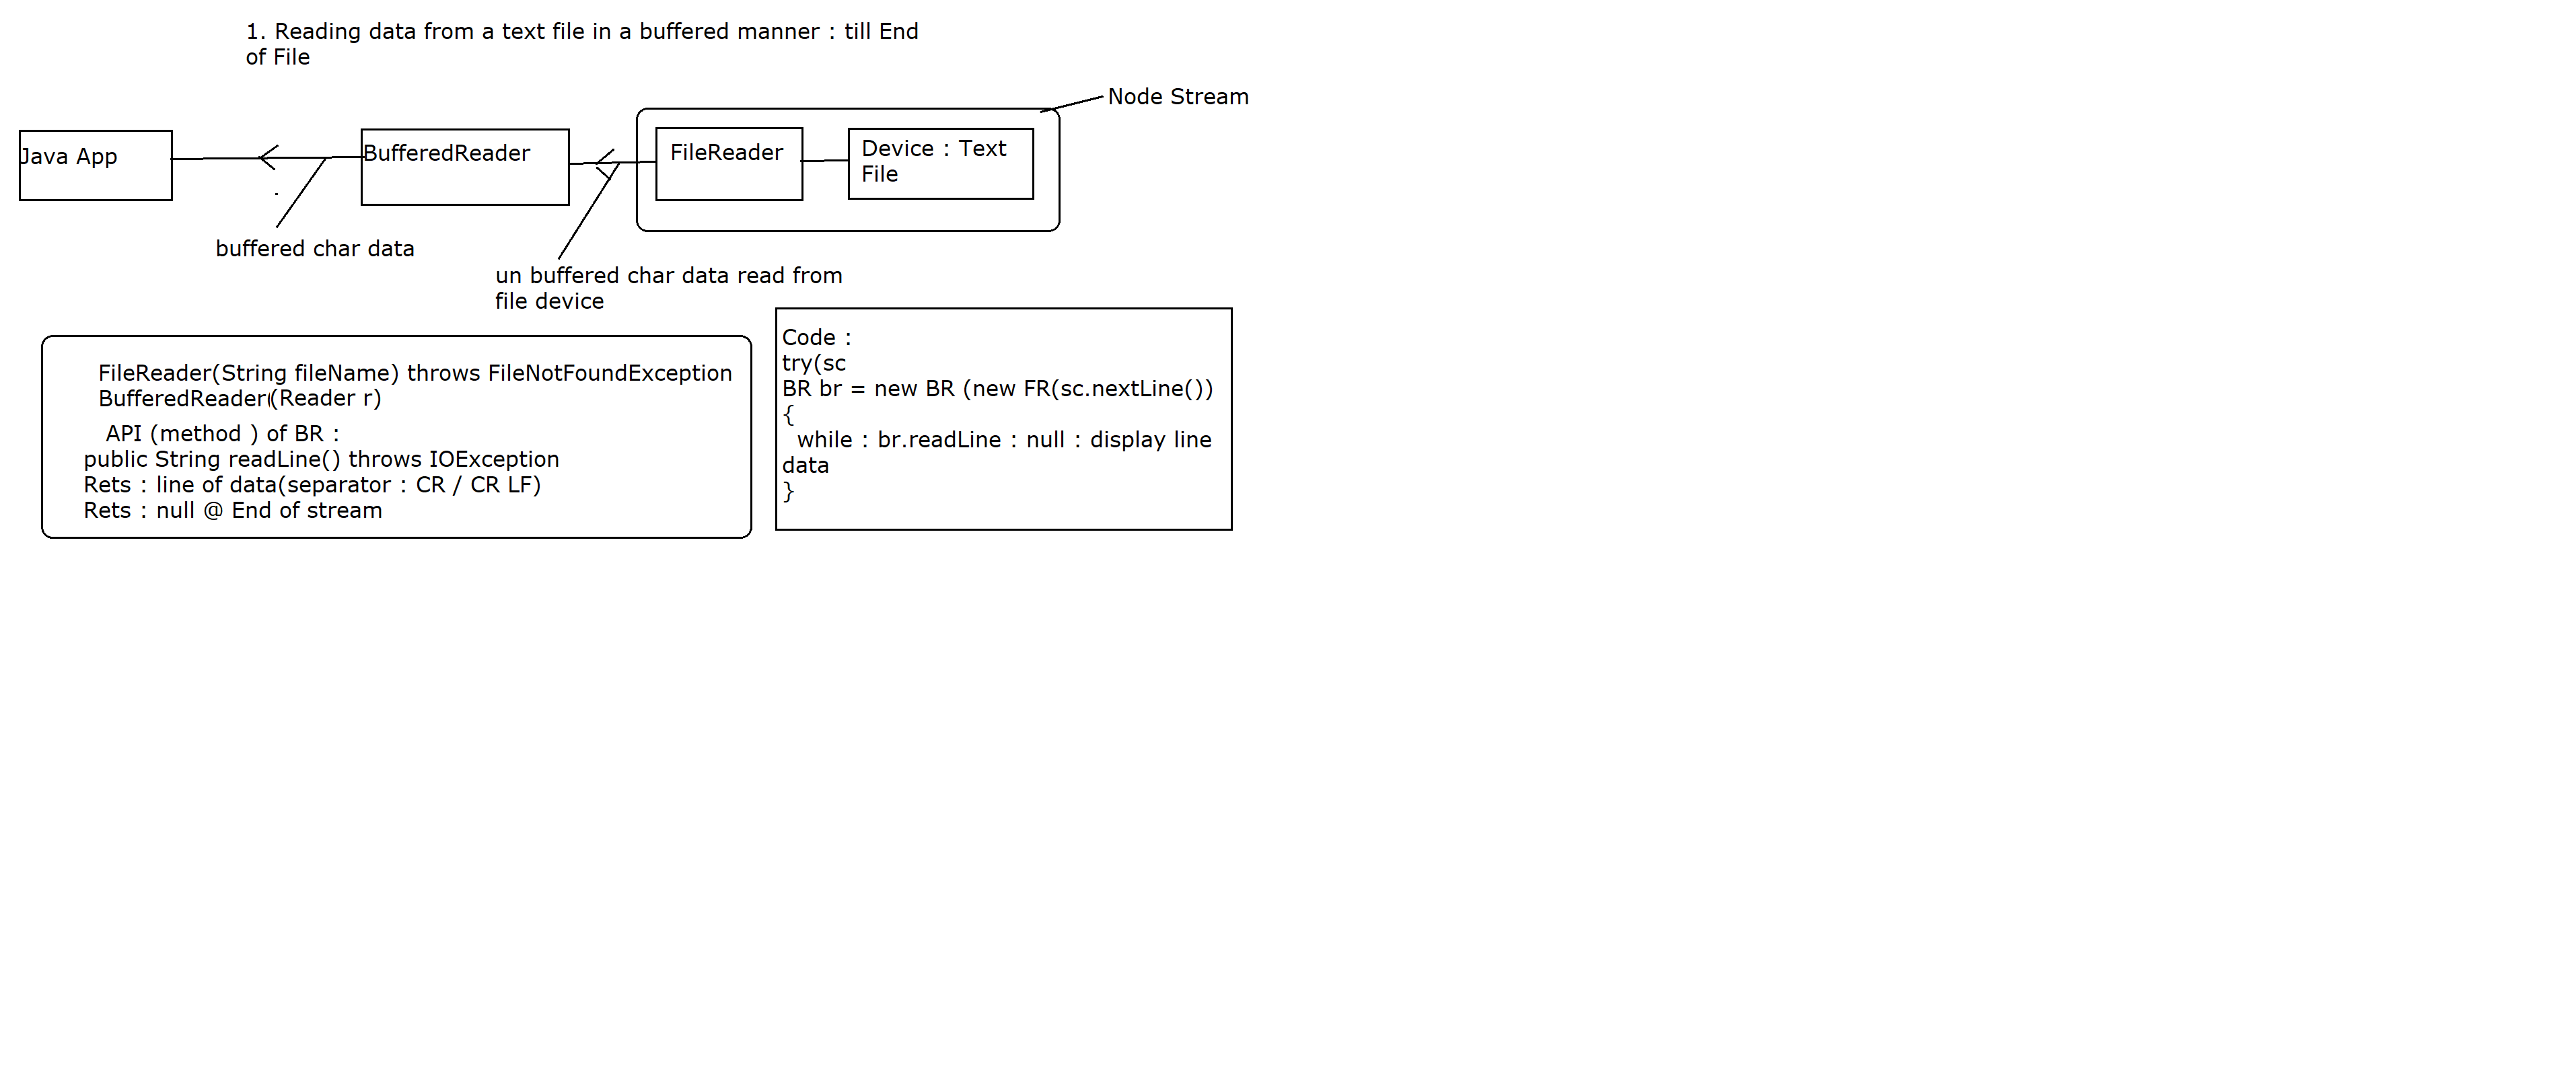 1. Reading data from a text file in a buffered manner : till End
of File
Node Stream
Java App
BufferedReader
FileReader
Device : Text
File
buffered char data
un buffered char data read from
file device
FileReader(String fileName) throws FileNotFoundException
BufferedReader((Reader r)
API (method ) of BR :
public String readLine() throws IOException
Rets : line of data(separator : CR / CR LF)
Rets : null @ End of stream
Code :
try(sc
BR br = new BR (new FR(sc.nextLine())
{
while : br.readLine : null : display line
data
}